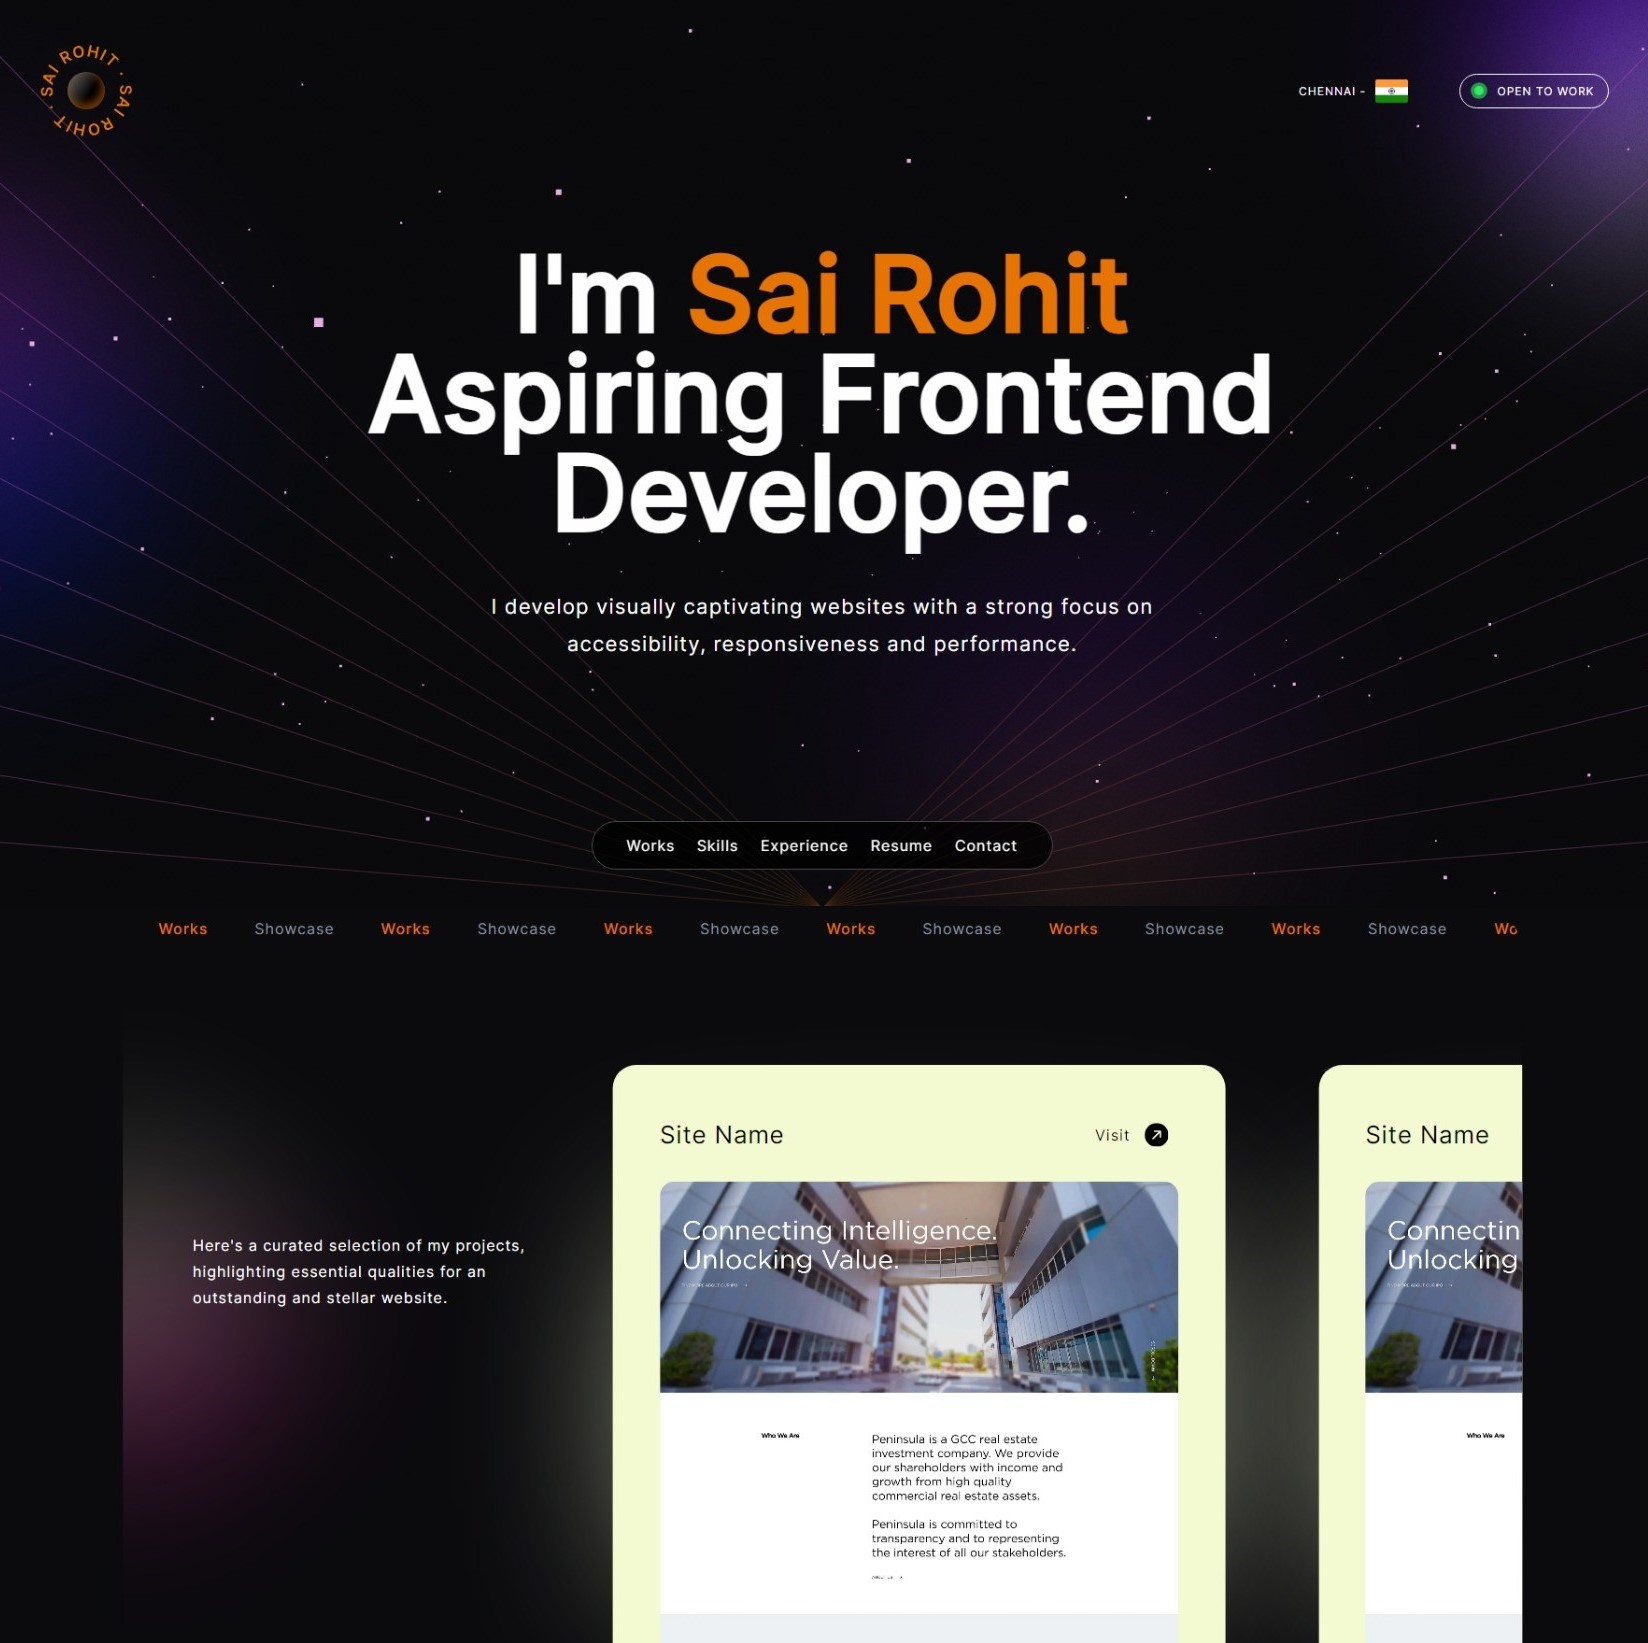 SAI ROHIT · SAI ROHIT ·
CHENNAI -
OPEN TO WORK
I'm Sai Rohit
Aspiring Frontend
Developer.
I develop visually captivating websites with a strong focus on
accessibility, responsiveness and performance.
Works Skills Experience Resume Contact
Works Showcase Works Showcase Works Showcase Works Showcase Works Showcase Works Showcase
Here's a curated selection of my projects,
highlighting essential qualities for an
outstanding and stellar website.
Site Name
Visit
Connecting Intelligence.
Unlocking Value.
Who We Are
Peninsula is a GCC real estate
investment company. We provide
our shareholders with income and
growth from high quality
commercial real estate assets.
Peninsula is committed to
transparency and to representing
the interest of all our stakeholders.
Site Name
Connectin
Unlocking
Who We Are